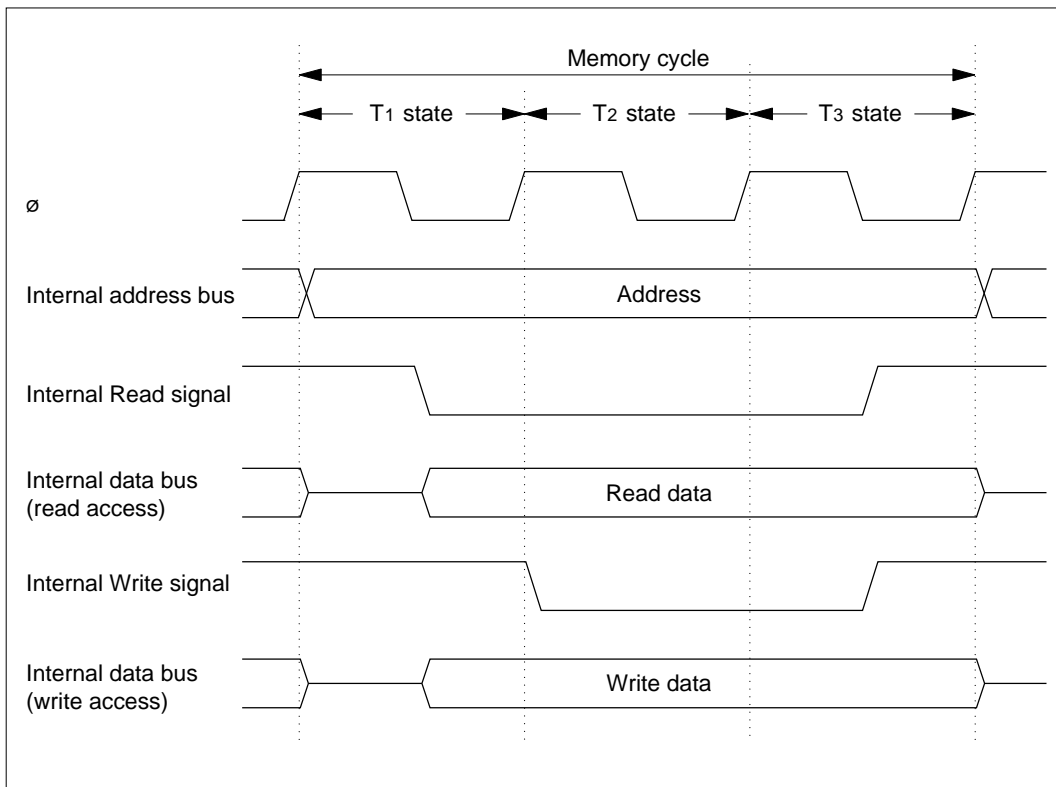 Memory cycle
T1 state T2 state T3 state
ø
Internal address bus Address
Internal Read signal
Internal data bus
(read access)
Read data
Internal Write signal
Internal data bus
(write access)
Write data